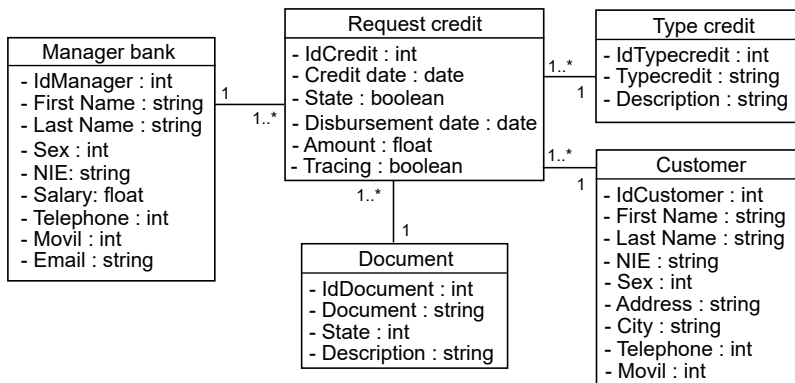 Manager bank
- IdManager : int
- First Name : string
- Last Name : string
- Sex : int
- NIE: string
- Salary: float
- Telephone : int
- Movil : int
- Email : string
1
1..*
Request credit
- IdCredit : int
- Credit date : date
- State : boolean
- Disbursement date : date
- Amount : float
- Tracing : boolean
1..*
1
1..*
1
1..*
1
Type credit
- IdTypecredit : int
- Typecredit : string
- Description : string
Document
- IdDocument : int
- Document : string
- State : int
- Description : string
Customer
- IdCustomer : int
- First Name : string
- Last Name : string
- NIE : string
- Sex : int
- Address : string
- City : string
- Telephone : int
- Movil : int